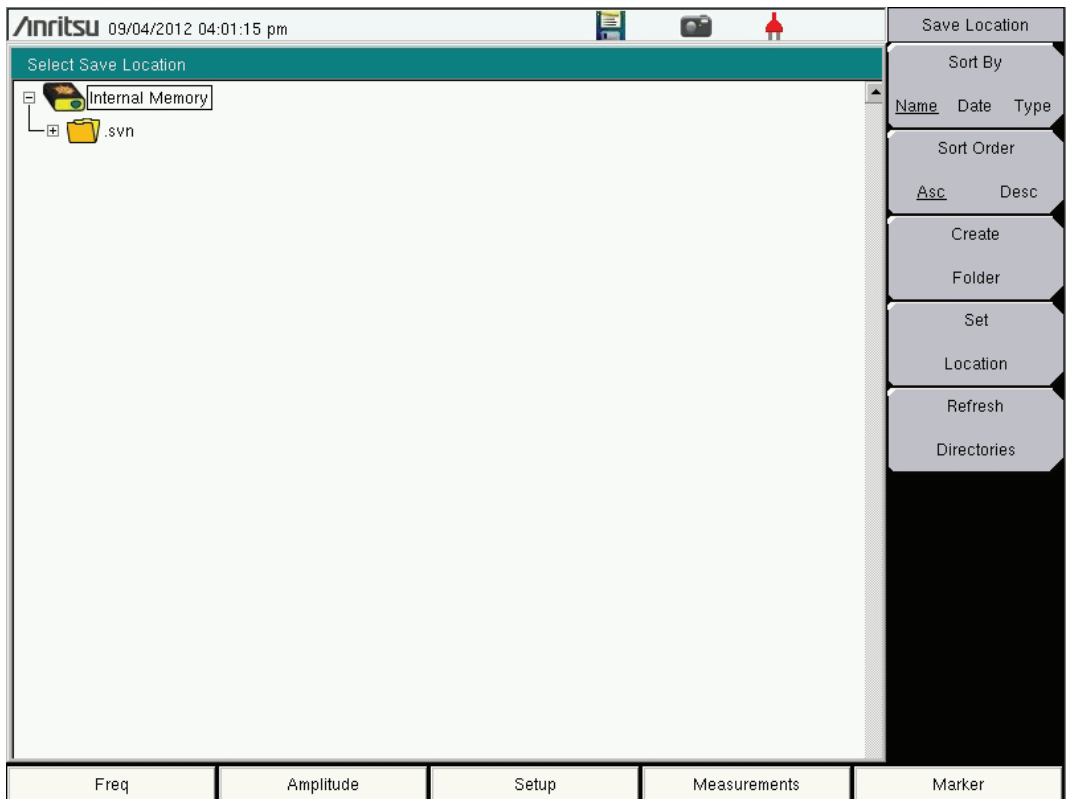 Anritsu 09/04/2012 04:01:15 pm
Select Save Location
Internal Memory
.svn
Save Location
Sort By
Name Date Type
Sort Order
Asc Desc
Create
Folder
Set
Location
Refresh
Directories
Freq Amplitude Setup Measurements Marker